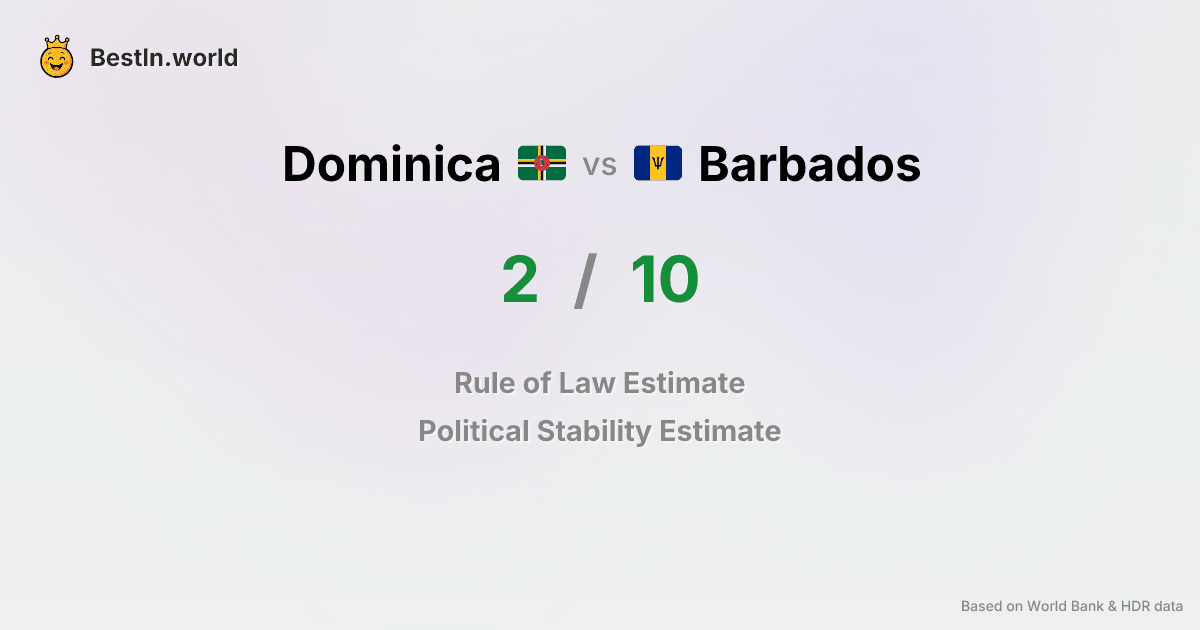 BestIn.world
Dominica vs Barbados
2 / 10
Rule of Law Estimate
Political Stability Estimate
Based on World Bank & HDR data